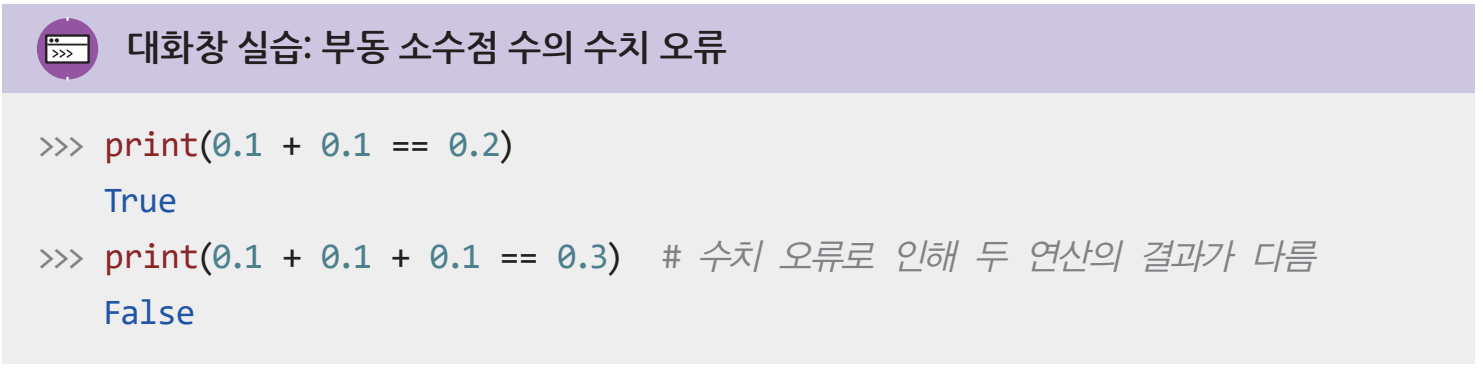 >>> 대화창 실습: 부동 소수점 수의 수치 오류
>>> print(0.1 + 0.1 == 0.2)
True
>>> print(0.1 + 0.1 + 0.1 == 0.3) # 수치 오류로 인해 두 연산의 결과가 다름
False